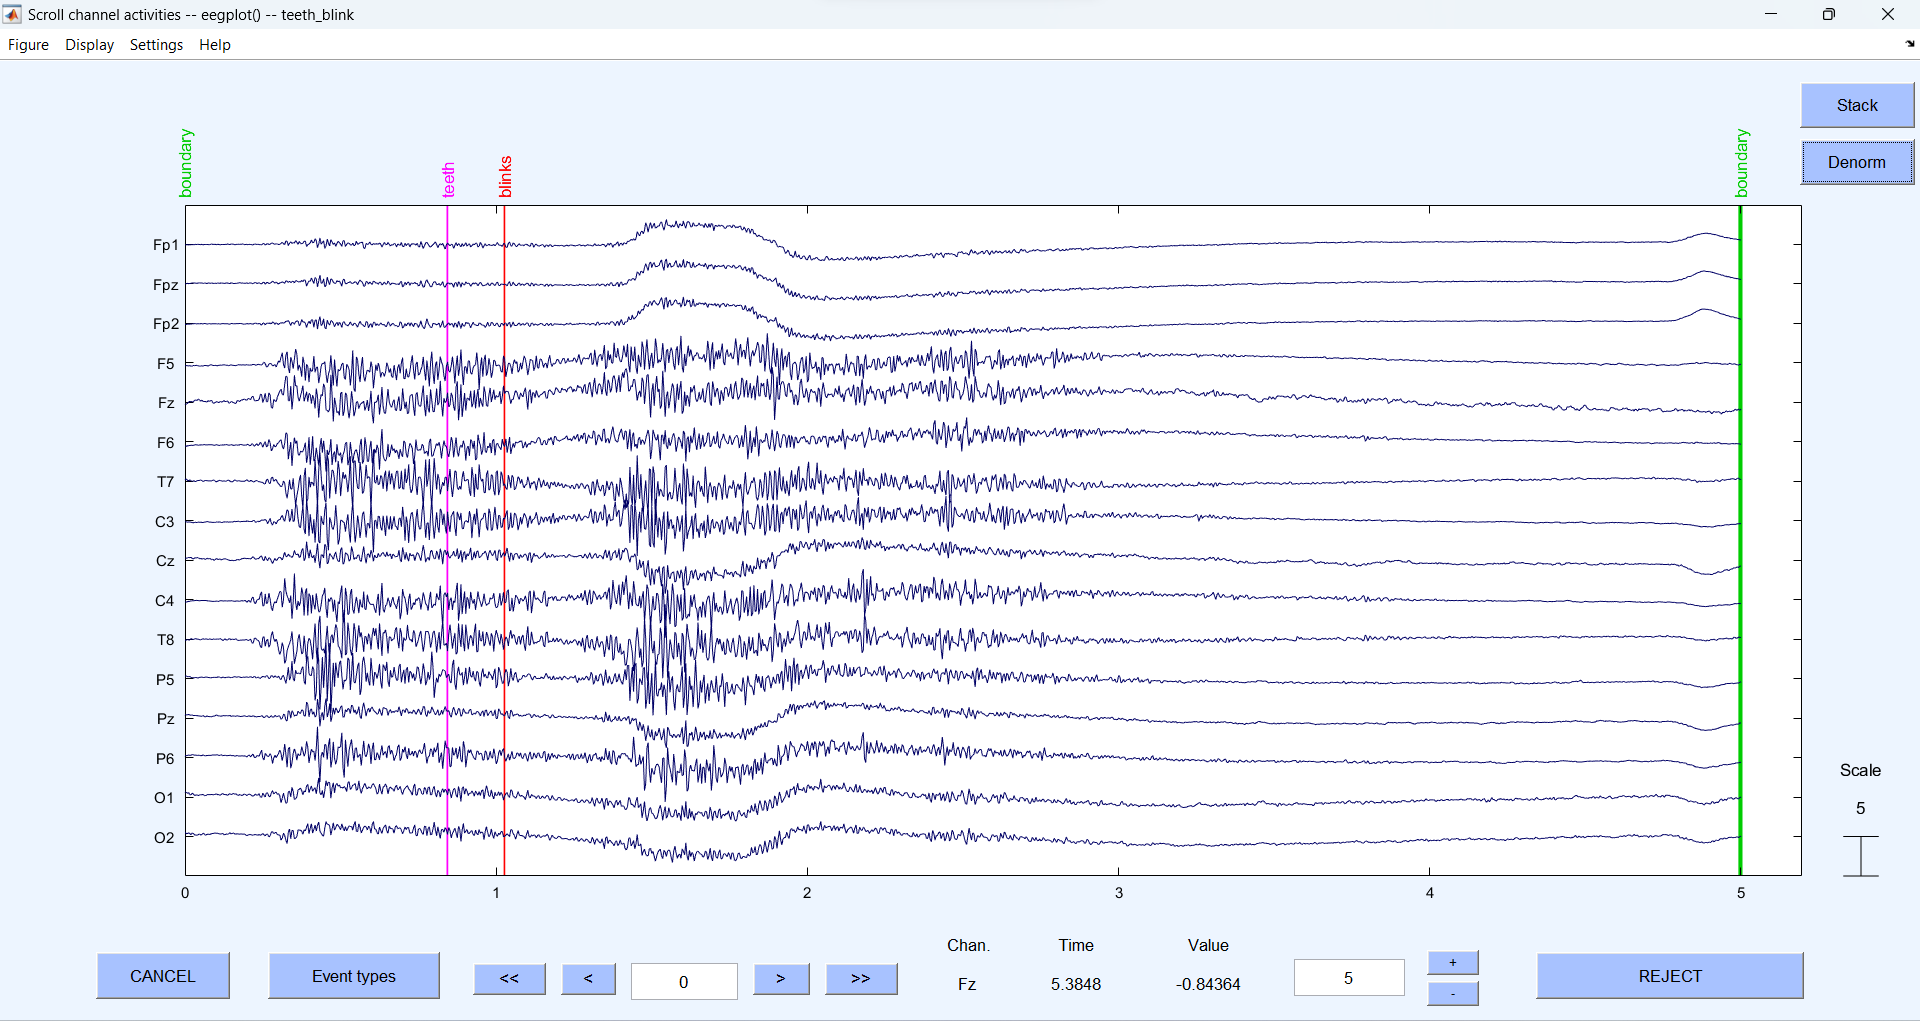 Scroll channel activities -- eegplot() -- teeth_blink
Figure Display Settings Help
Stack
Denorm
boundary
teeth
blinks
boundary
Fp1
Fpz
Fp2
F5
Fz
F6
T7
C3
Cz
C4
T8
P5
Pz
P6
O1
O2
0 1 2 3 4 5
Scale
5
Chan. Time Value
CANCEL Event types << < 0 > >> Fz 5.3848 -0.84364 5 + - REJECT